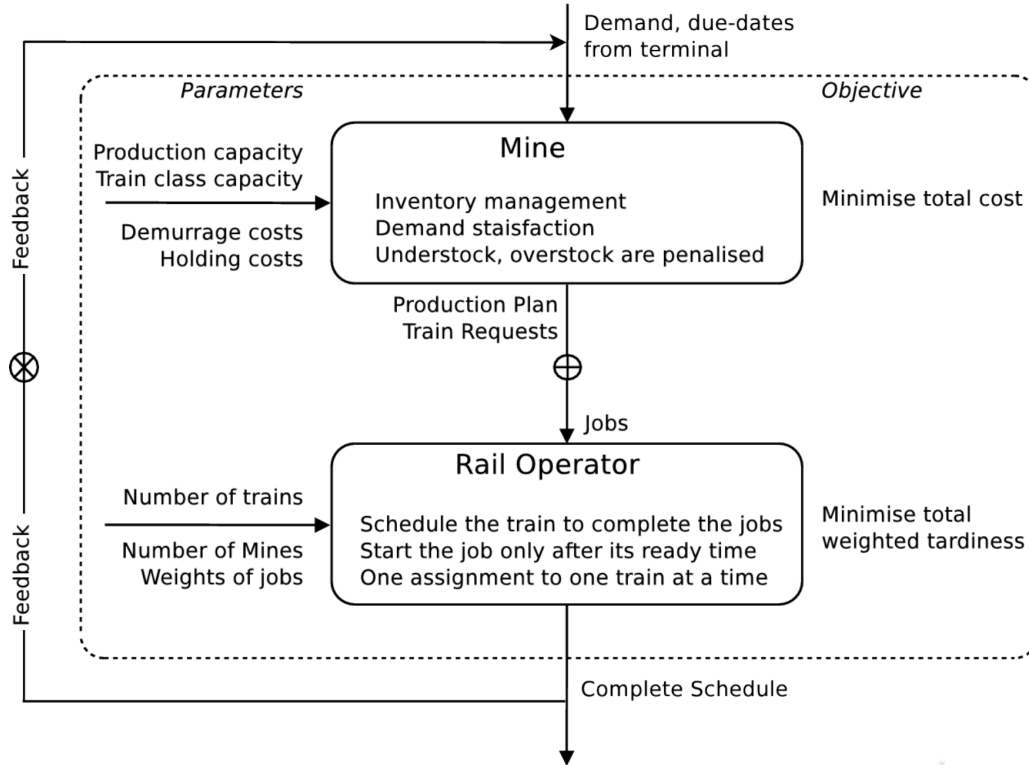 Demand, due-dates
from terminal
Parameters
Objective
Production capacity
Train class capacity
Demurrage costs
Holding costs
Mine
Inventory management
Demand staisfaction
Understock, overstock are penalised
Minimise total cost
Feedback
Production Plan
Train Requests
Jobs
Number of trains
Number of Mines
Weights of jobs
Rail Operator
Schedule the train to complete the jobs
Start the job only after its ready time
One assignment to one train at a time
Minimise total
weighted tardiness
Feedback
Complete Schedule